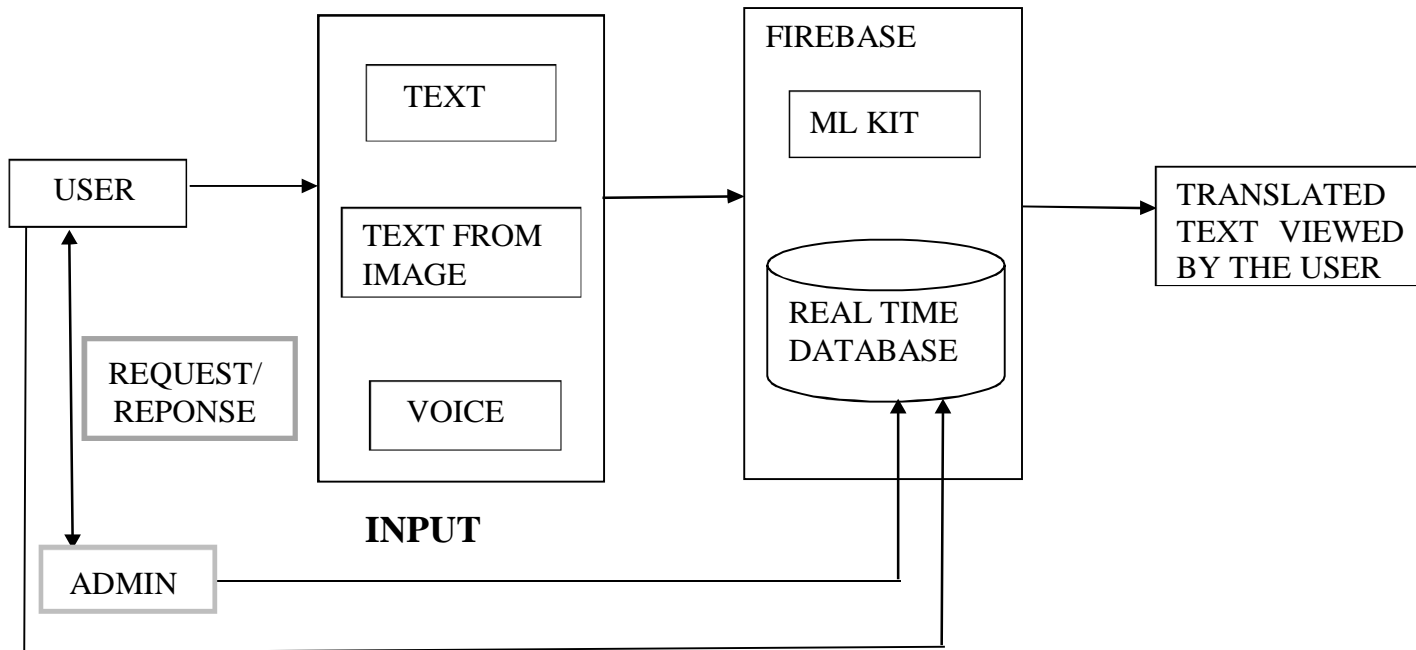 USER
REQUEST/
REPONSE
ADMIN
TEXT
TEXT FROM
IMAGE
VOICE
INPUT
FIREBASE
ML KIT
REAL TIME
DATABASE
TRANSLATED
TEXT VIEWED
BY THE USER